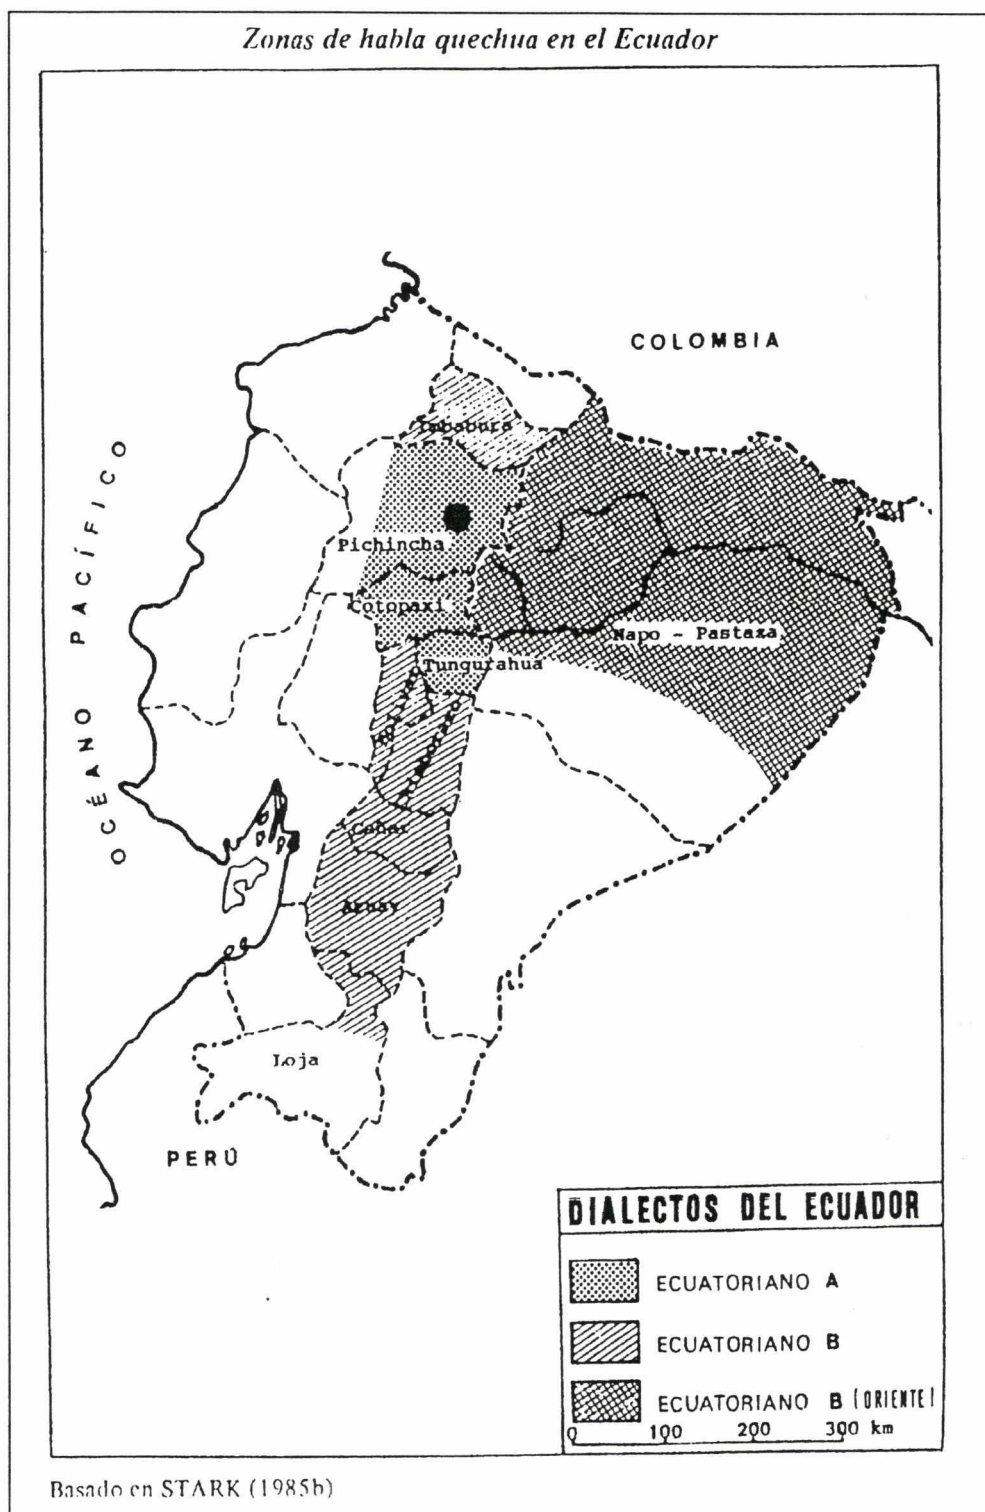 Zonas de habla quechua en el Ecuador
COLOMBIA
OCÉANO PACÍFICO
Imbabura
Pichincha
Cotopaxi
Napo - Pastaza
Tungurahua
Cañar
Azuay
Loja
PERÚ
DIALECTOS DEL ECUADOR
ECUATORIANO A
ECUATORIANO B
ECUATORIANO B (ORIENTE)
0 100 200 300 km
Basado en STARK (1985b)